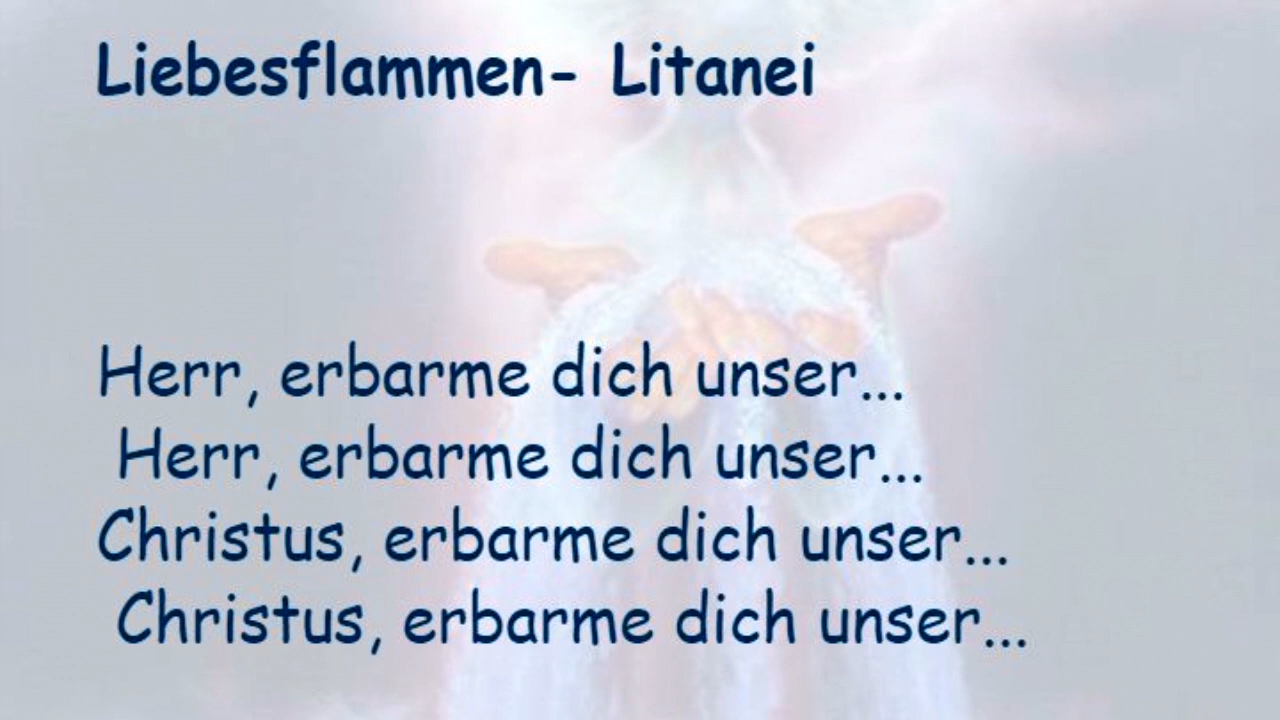 Liebesflammen- Litanei
Herr, erbarme dich unser...
Herr, erbarme dich unser...
Christus, erbarme dich unser...
Christus, erbarme dich unser...